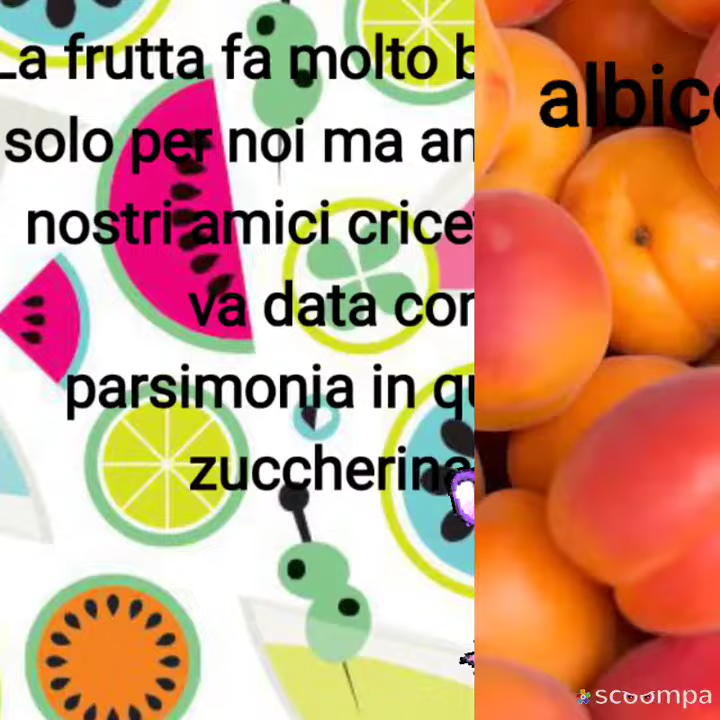 La frutta fa molto b
solo per noi ma an
nostri amici cricet
va data con
parsimonia in qu
zuccherina
albico
scoompa